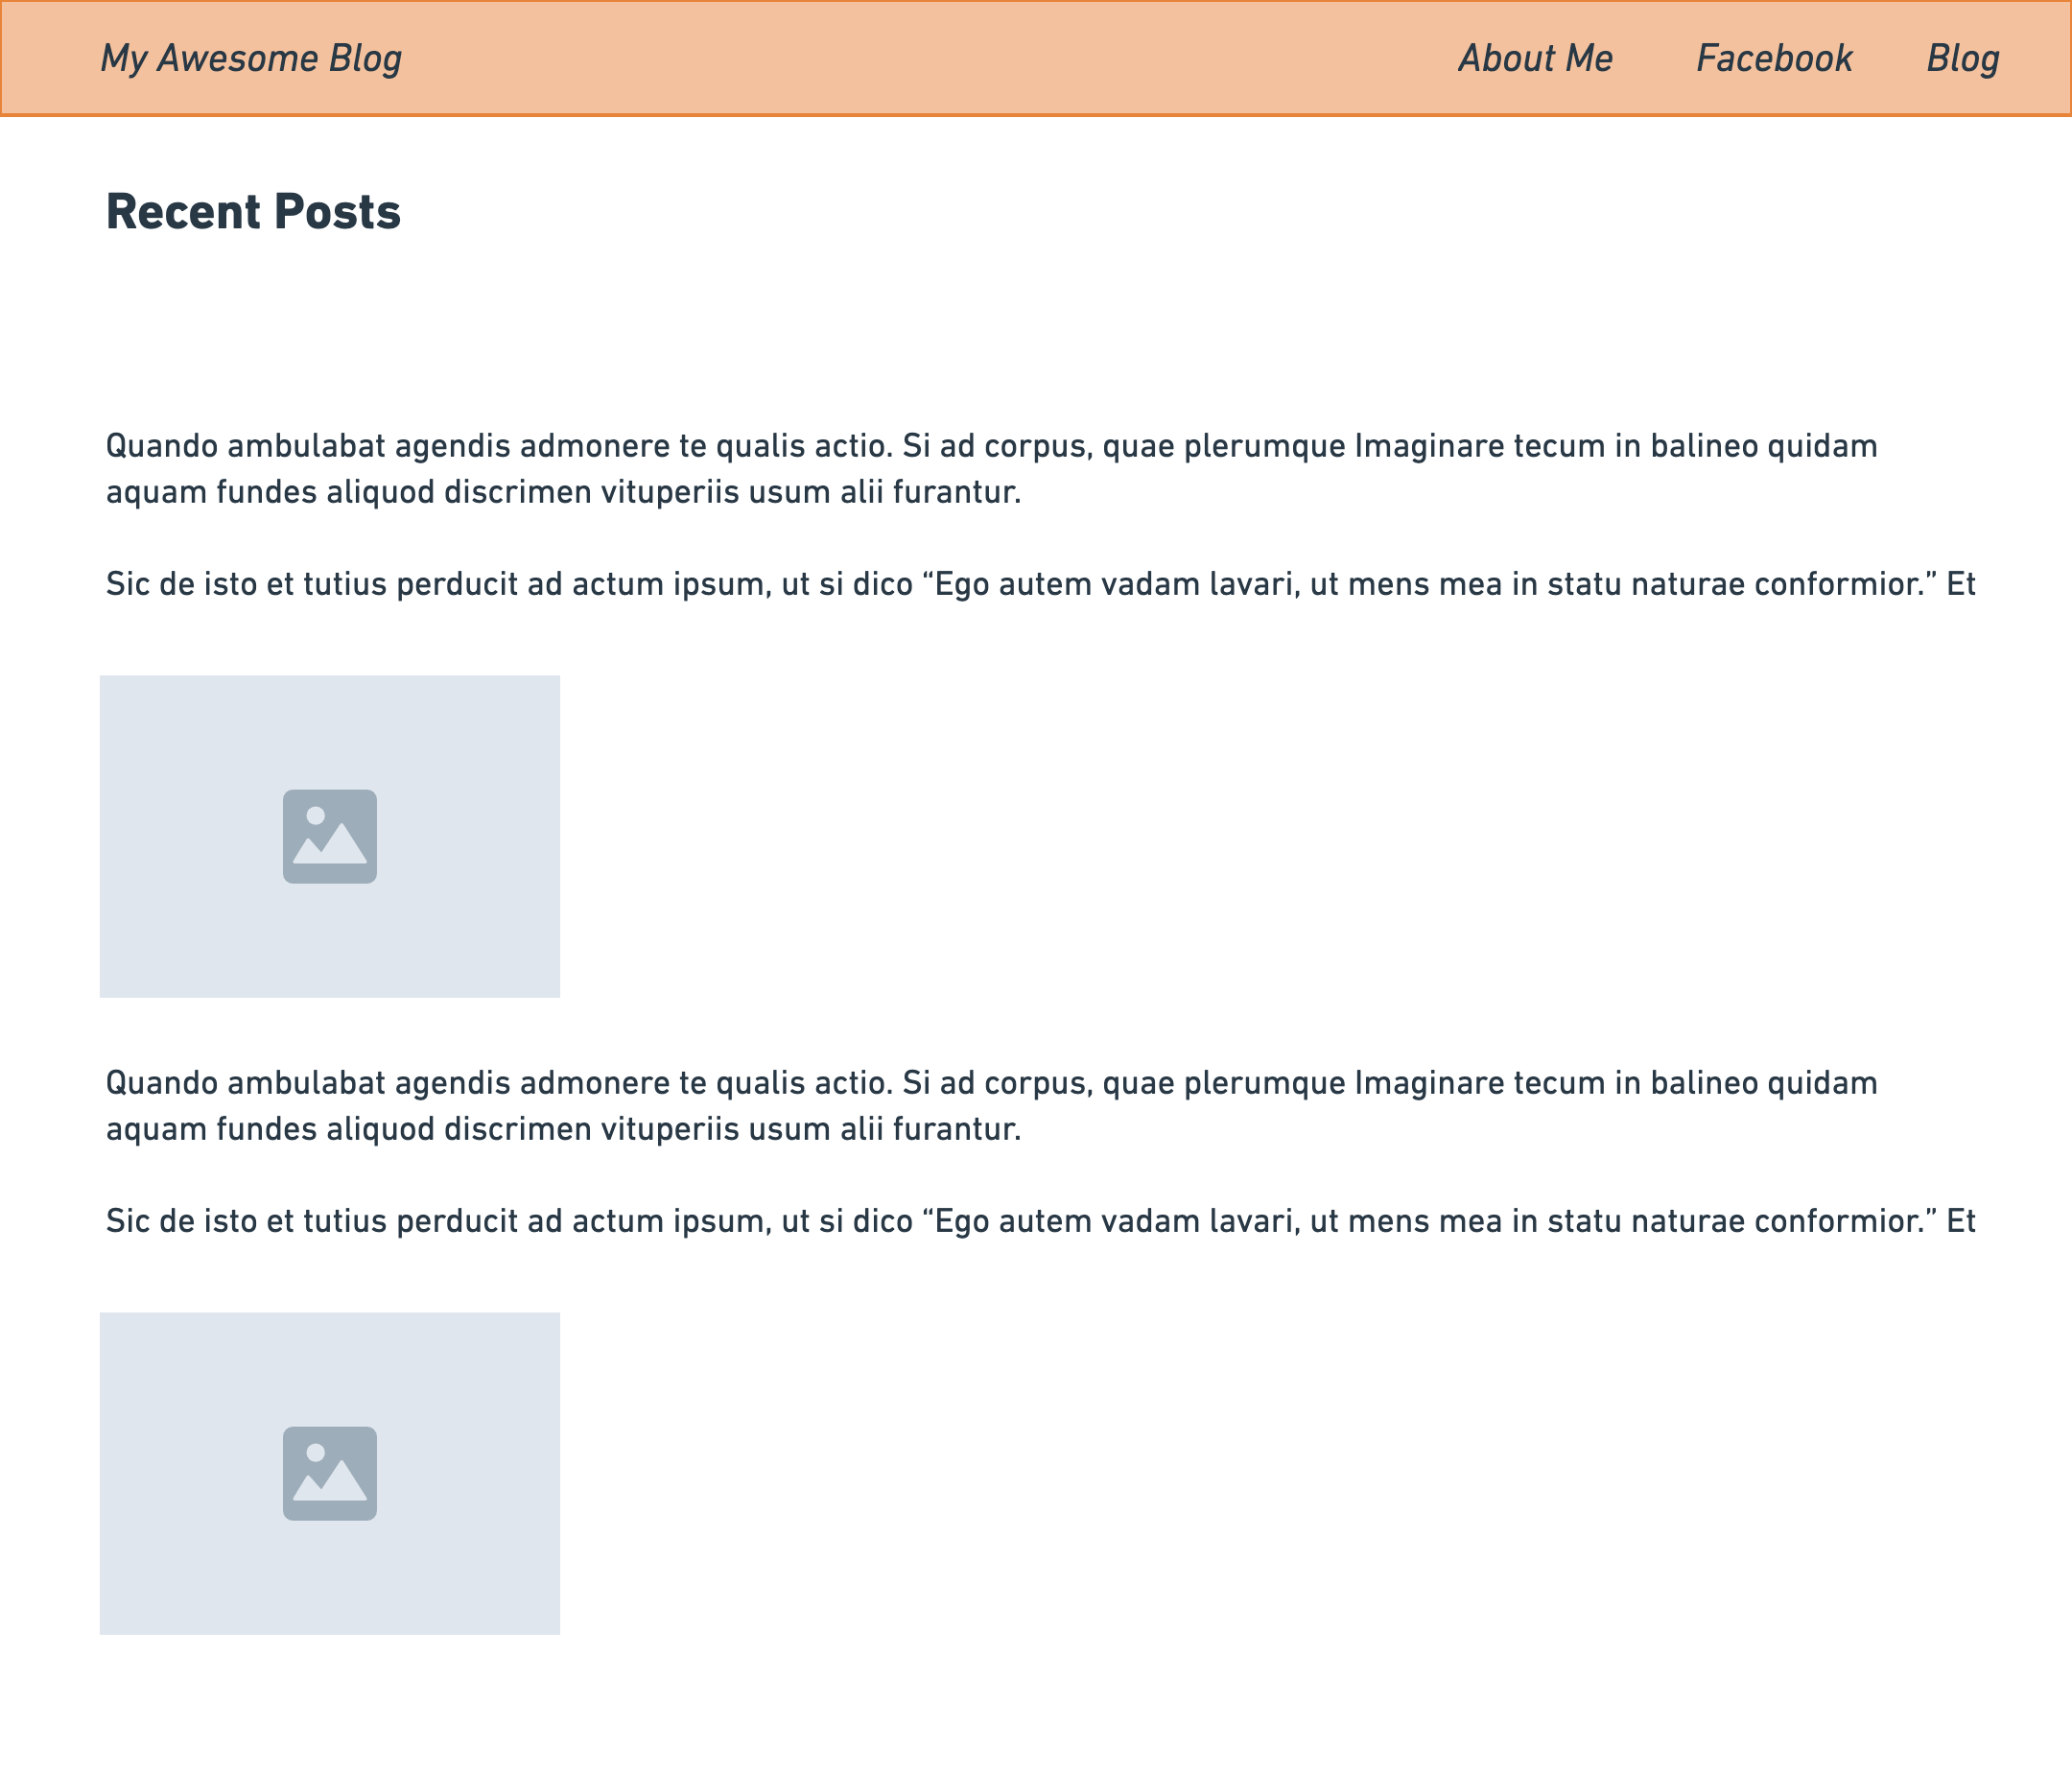 My Awesome Blog
About Me Facebook Blog
Recent Posts
Quando ambulabat agendis admonere te qualis actio. Si ad corpus, quae plerumque Imaginare tecum in balineo quidam
aquam fundes aliquod discrimen vituperiis usum alii furantur.
Sic de isto et tutius perducit ad actum ipsum, ut si dico “Ego autem vadam lavari, ut mens mea in statu naturae conformior.” Et
Quando ambulabat agendis admonere te qualis actio. Si ad corpus, quae plerumque Imaginare tecum in balineo quidam
aquam fundes aliquod discrimen vituperiis usum alii furantur.
Sic de isto et tutius perducit ad actum ipsum, ut si dico “Ego autem vadam lavari, ut mens mea in statu naturae conformior.” Et